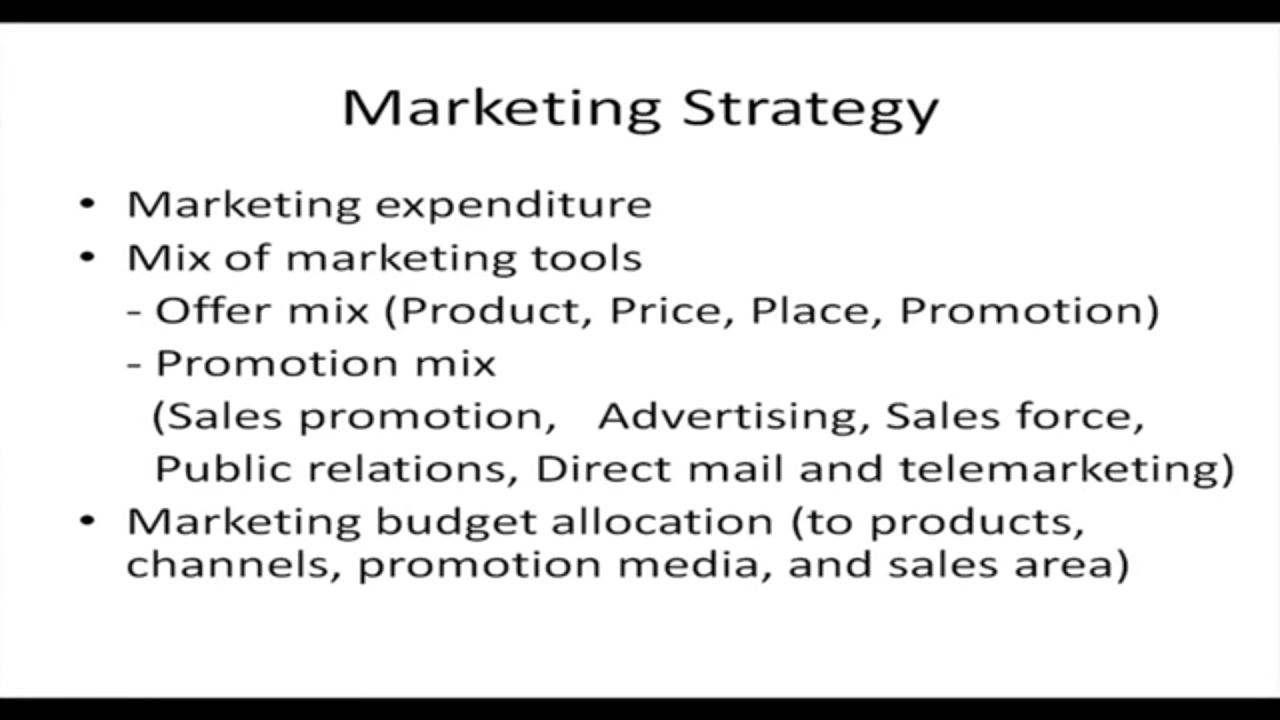 Marketing Strategy
• Marketing expenditure
• Mix of marketing tools
- Offer mix (Product, Price, Place, Promotion)
- Promotion mix
(Sales promotion, Advertising, Sales force,
Public relations, Direct mail and telemarketing)
• Marketing budget allocation (to products,
channels, promotion media, and sales area)